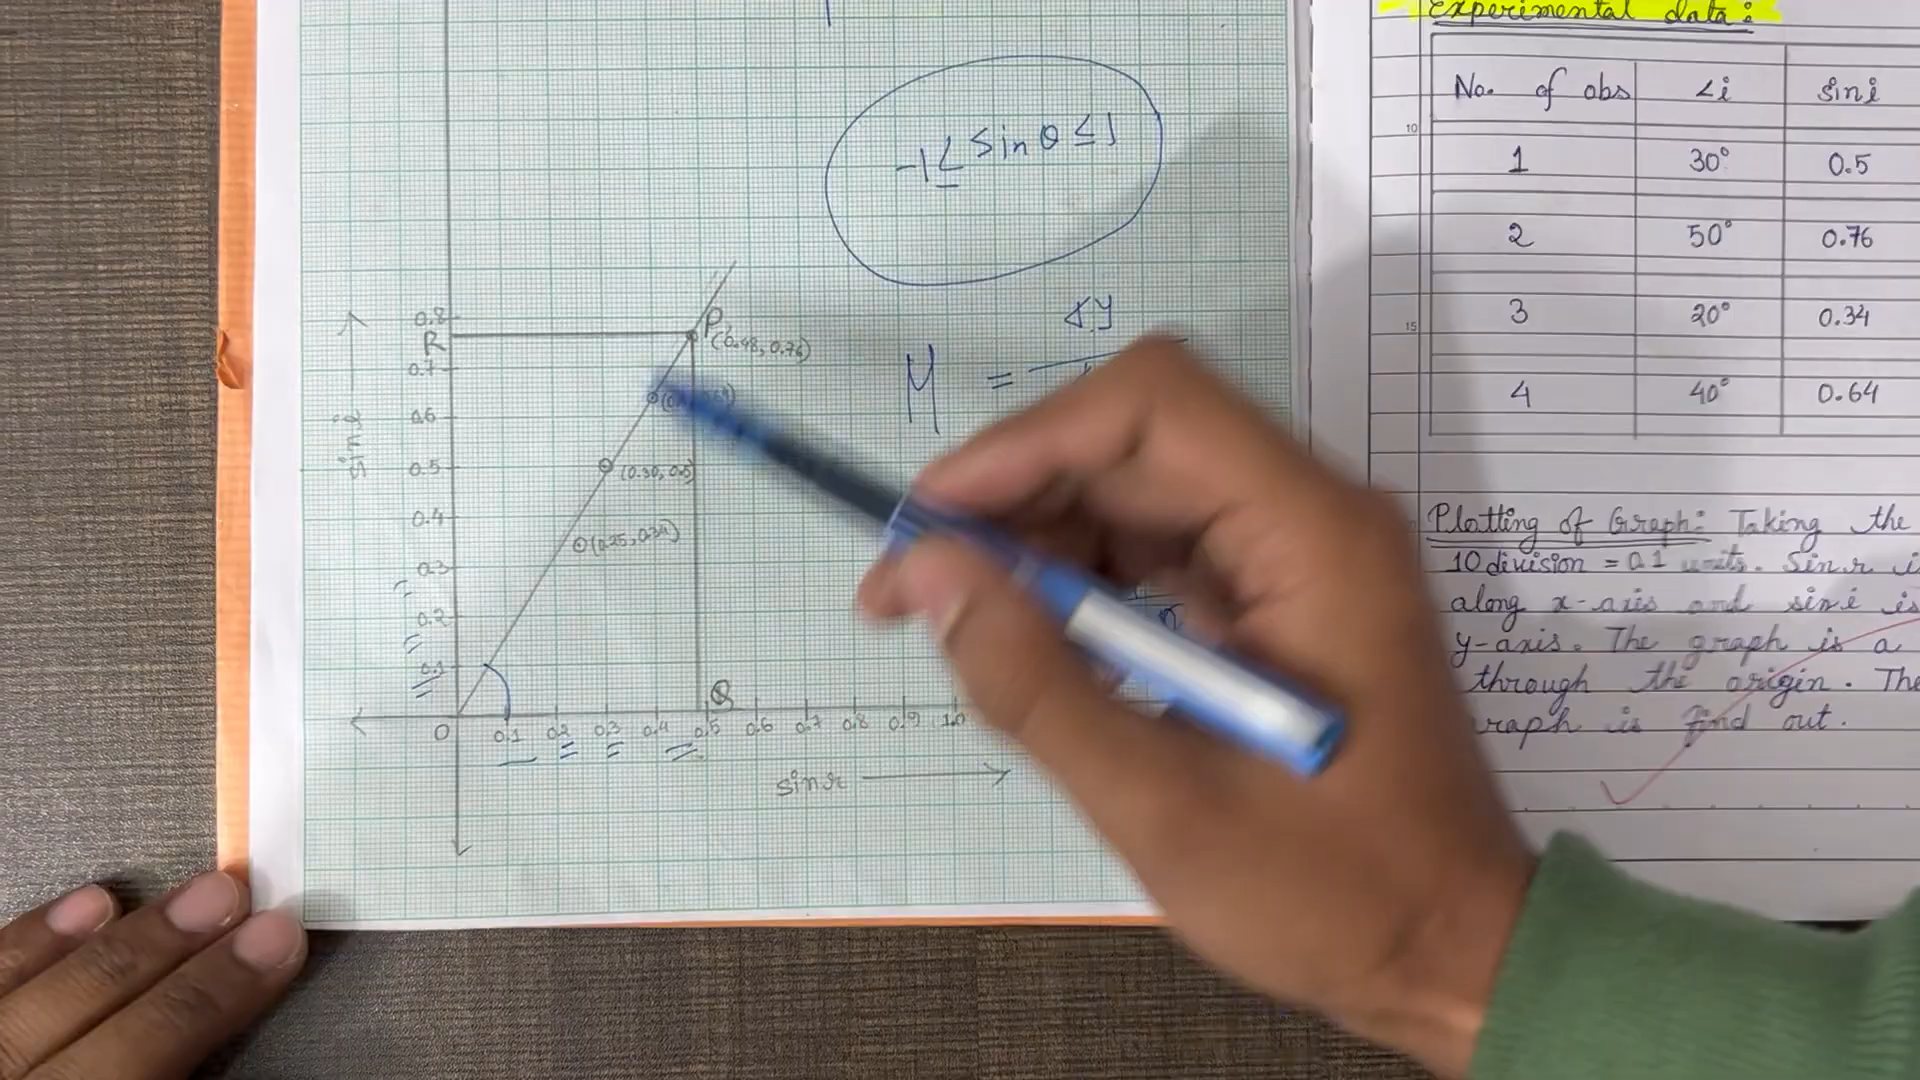 -1 ≤ sin θ ≤ 1
0.8
P
R
(0.48, 0.76)
0.7
0.6
sin i
0.5
(0.30, 0.5)
0.4
(0.25, 0.34)
0.3
0.2
0.1
Q
0 0.1 0.2 0.3 0.4 0.5 0.6 0.7 0.8 0.9 1.0
sin r
M = ΔY
Experimental data:
No. of obs ∠i sin i
1 30° 0.5
2 50° 0.76
3 20° 0.34
4 40° 0.64
10
15
Plotting of Graph: Taking the
10 division = 0.1 units. Sin r i
along x-axis and sin i is
y-axis. The graph is a
through the origin. The
raph is find out.